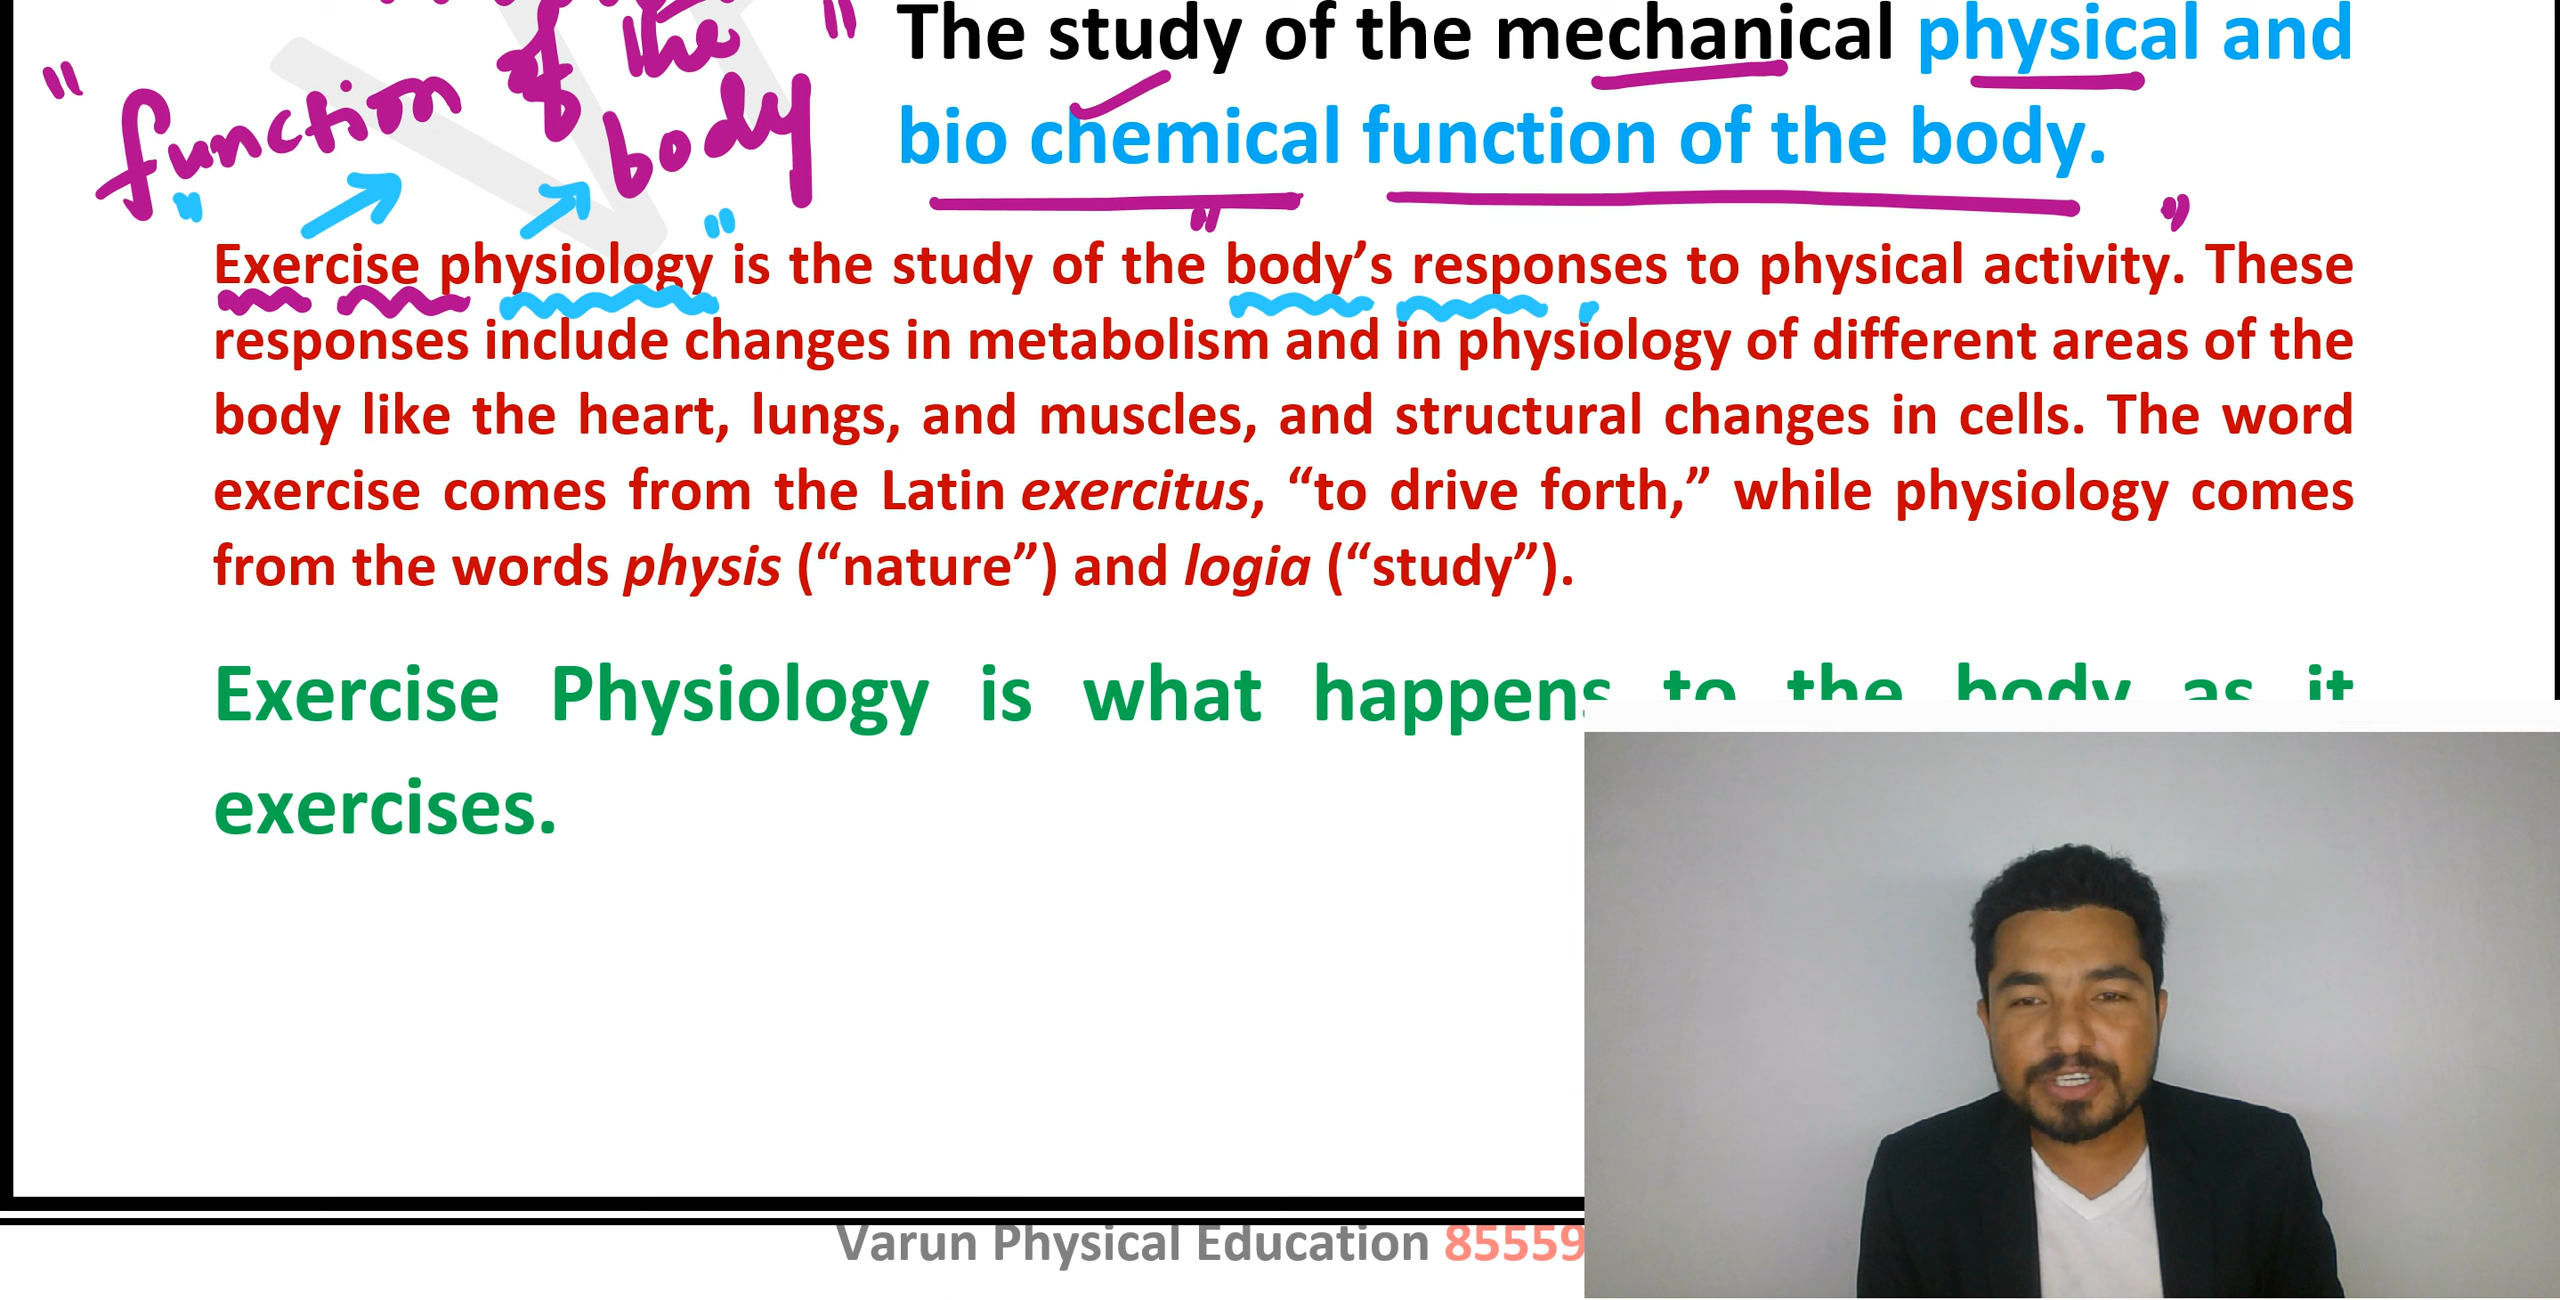 The study of the mechanical physical and
bio chemical function of the body.
"function of the
body"
Exercise physiology is the study of the body’s responses to physical activity. These
responses include changes in metabolism and in physiology of different areas of the
body like the heart, lungs, and muscles, and structural changes in cells. The word
exercise comes from the Latin exercitus, “to drive forth,” while physiology comes
from the words physis (“nature”) and logia (“study”).
Exercise Physiology is what happens to the body as it
exercises.
Varun Physical Education 85559